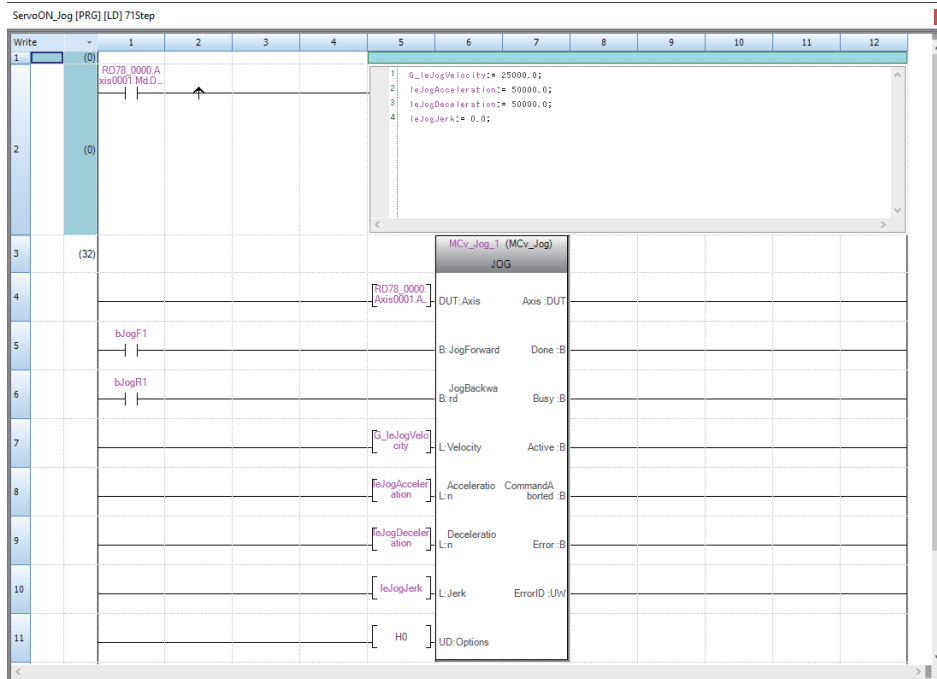 ServoON_Jog [PRG] [LD] 71Step
Write 1 2 3 4 5 6 7 8 9 10 11 12
1 (0)
RD78_0000.A
xis0001.Md.D...
1 G_leJogVelocity:= 25000.0;
2 leJogAcceleration:= 50000.0;
3 leJogDeceleration:= 50000.0;
4 leJogJerk:= 0.0;
2 (0)
3 (32)
MCv_Jog_1 (MCv_Jog)
JOG
4
RD78_0000.
Axis0001.A...
DUT:Axis Axis :DUT
5
bJogF1
B: JogForward Done :B
6
bJogR1
JogBackwa
B: rd Busy :B
7
G_leJogVelo
city
L: Velocity Active :B
8
leJogAcceler
ation
Acceleratio CommandA
L: n borted :B
9
leJogDeceler
ation
Deceleratio
L: n Error :B
10
leJogJerk
L: Jerk ErrorID :UW
11
H0
UD: Options